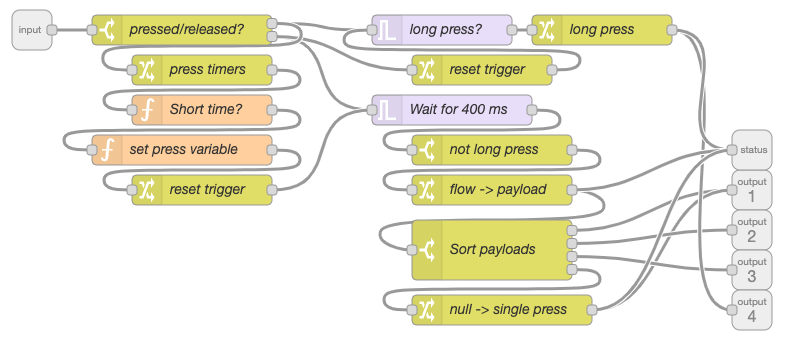 input
pressed/released?
long press?
long press
press timers
reset trigger
Short time?
Wait for 400 ms
set press variable
not long press
status
reset trigger
flow -> payload
output
1
Sort payloads
output
2
output
3
null -> single press
output
4